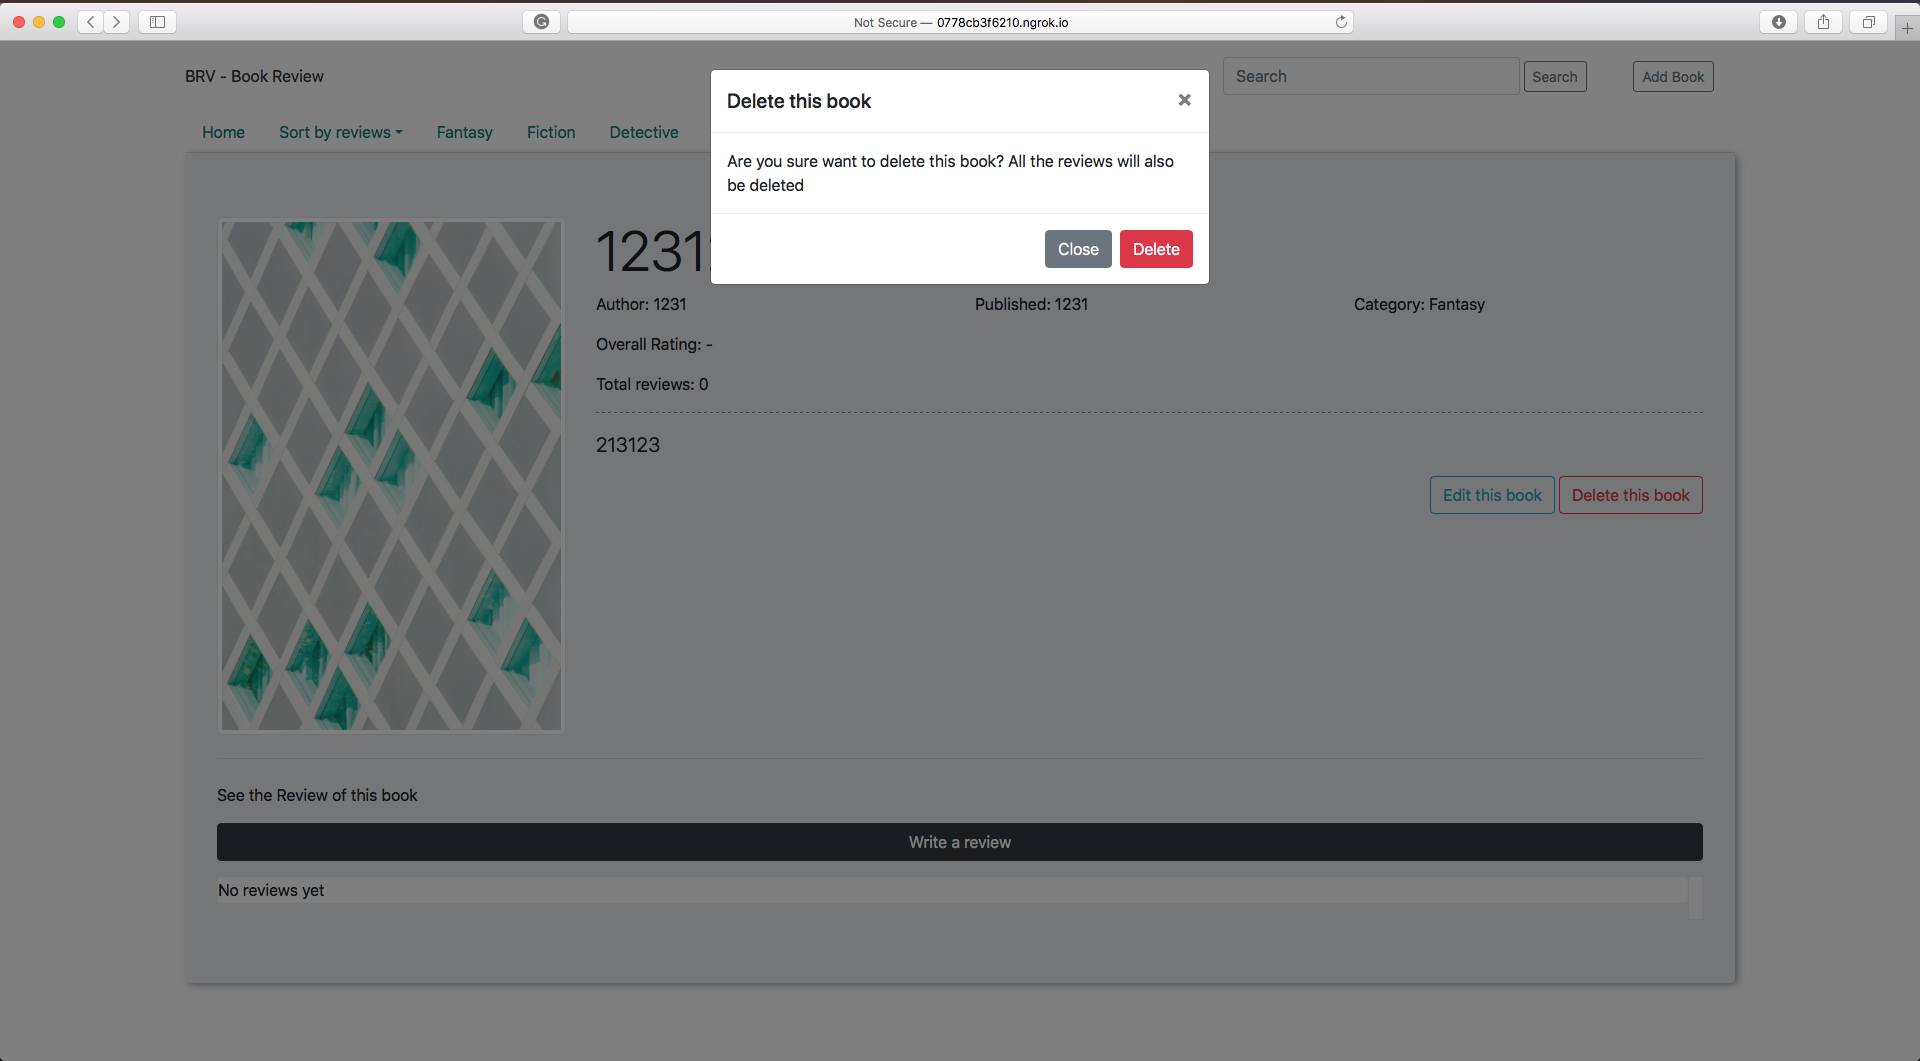 Not Secure — 0778cb3f6210.ngrok.io
BRV - Book Review
Search
Search
Add Book
Home
Sort by reviews
Fantasy
Fiction
Detective
Delete this book
×
Are you sure want to delete this book? All the reviews will also
be deleted
Close
Delete
1231
Author: 1231
Published: 1231
Category: Fantasy
Overall Rating: -
Total reviews: 0
213123
Edit this book
Delete this book
See the Review of this book
Write a review
No reviews yet